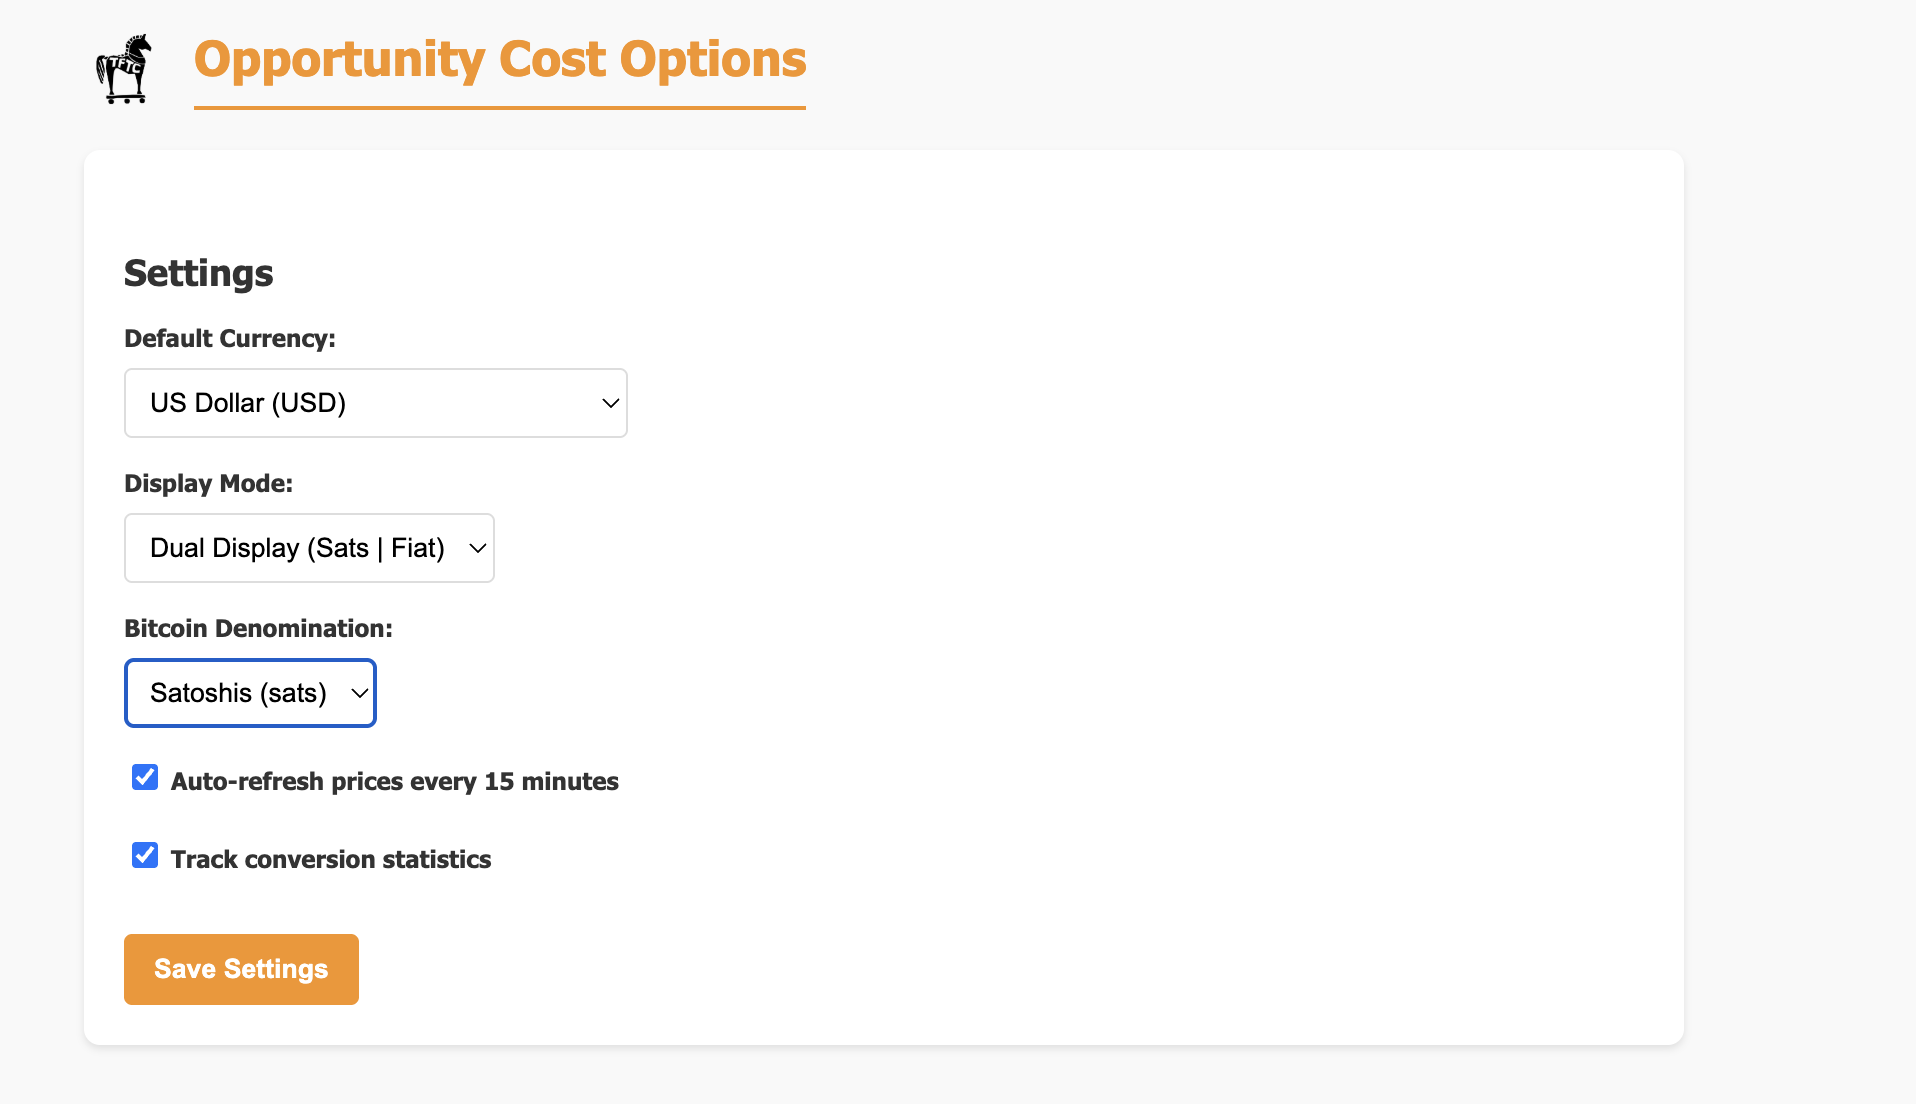 TFTC
Opportunity Cost Options
Settings
Default Currency:
US Dollar (USD)
Display Mode:
Dual Display (Sats | Fiat)
Bitcoin Denomination:
Satoshis (sats)
Auto-refresh prices every 15 minutes
Track conversion statistics
Save Settings